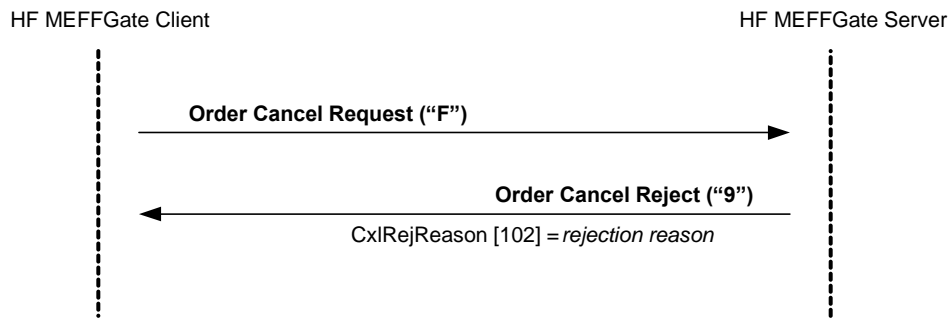 HF MEFFGate Client
HF MEFFGate Server
Order Cancel Request (“F”)
Order Cancel Reject (“9”)
CxlRejReason [102] = rejection reason